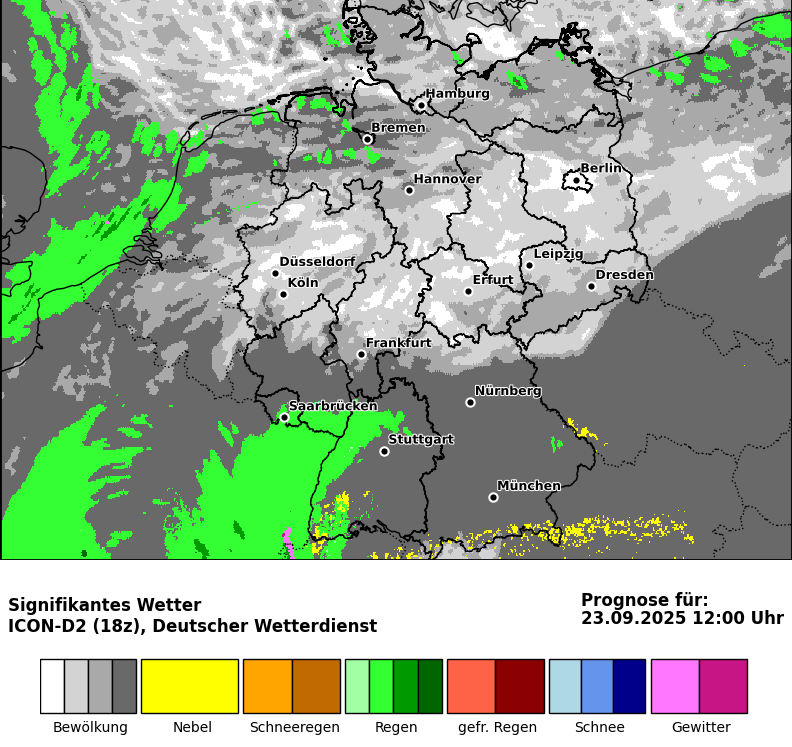 Hamburg
Bremen
Berlin
Hannover
Leipzig
Düsseldorf
Dresden
Erfurt
Köln
Frankfurt
Nürnberg
Saarbrücken
Stuttgart
München
Signifikantes Wetter
ICON-D2 (18z), Deutscher Wetterdienst
Prognose für:
23.09.2025 12:00 Uhr
Bewölkung Nebel Schneeregen Regen gefr. Regen Schnee Gewitter